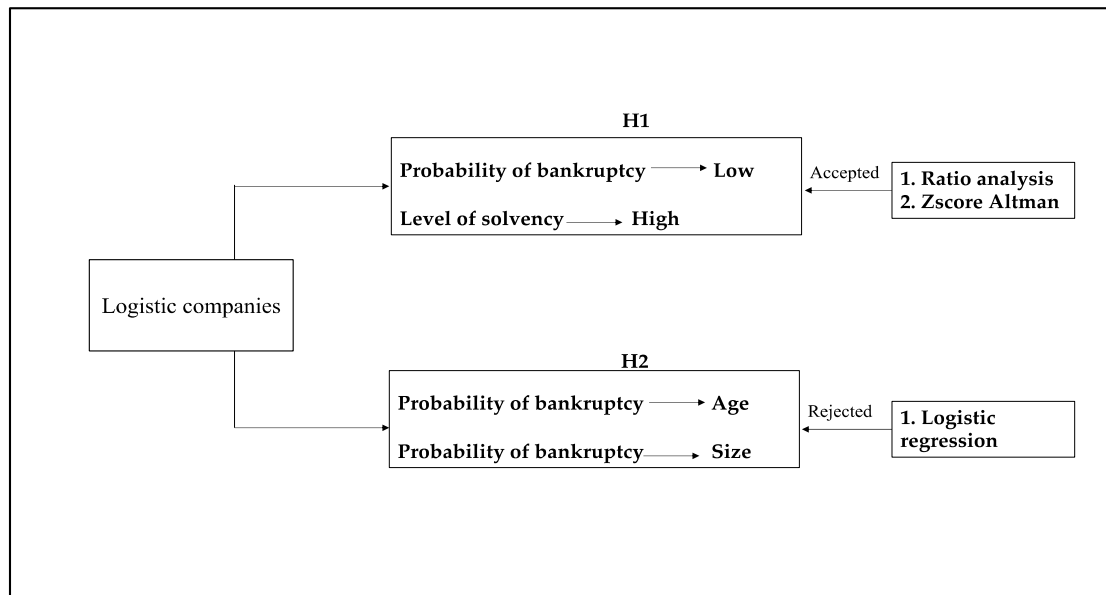 H1
Probability of bankruptcy
Low
Level of solvency
High
Accepted
1. Ratio analysis
2. Zscore Altman
Logistic companies
H2
Probability of bankruptcy
Age
Probability of bankruptcy
Size
Rejected
1. Logistic
regression